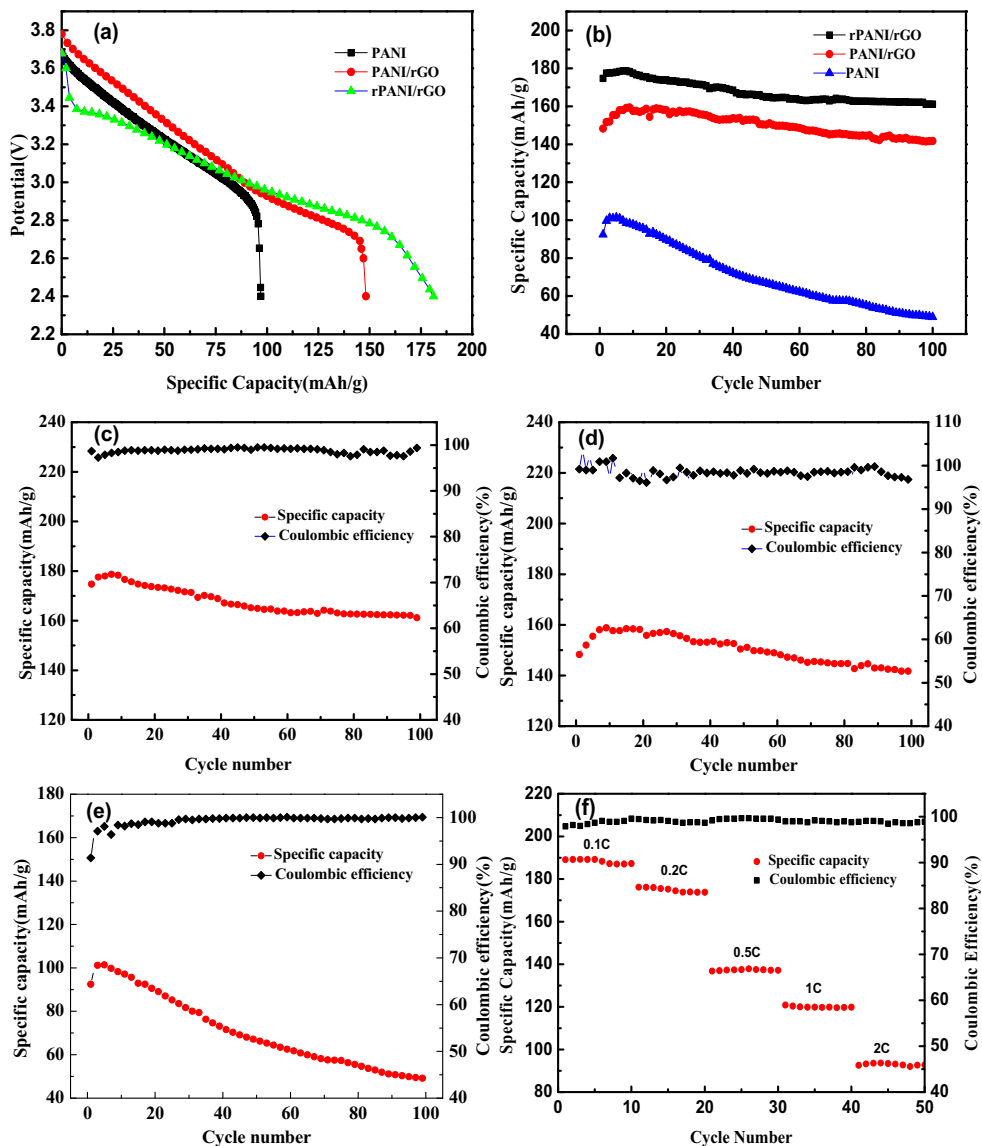 (a)
3.8
3.6
3.4
3.2
3.0
2.8
2.6
2.4
2.2
Potential(V)
PANI
PANI/rGO
rPANI/rGO
0 25 50 75 100 125 150 175 200
Specific Capacity(mAh/g)
(b)
220
200
180
160
140
120
100
80
60
40
Specific Capacity(mAh/g)
rPANI/rGO
PANI/rGO
PANI
0 20 40 60 80 100
Cycle Number
(c)
240
220
200
180
160
140
120
Specific capacity(mAh/g)
Specific capacity
Coulombic efficiency
100
90
80
70
60
50
40
Coulombic efficiency(%)
0 20 40 60 80 100
Cycle number
(d)
240
220
200
180
160
140
120
Specific capacity(mAh/g)
Specific capacity
Coulombic efficiency
110
100
90
80
70
60
50
40
Coulombic efficiency(%)
0 20 40 60 80 100
Cycle number
(e)
180
160
140
120
100
80
60
40
Specific capacity(mAh/g)
Specific capacity
Coulombic efficiency
100
90
80
70
60
50
40
Coulombic efficiency(%)
0 20 40 60 80 100
Cycle number
(f)
220
210
200
190
180
170
160
150
140
130
120
110
100
90
80
Specific Capacity(mAh/g)
0.1C
0.2C
0.5C
1C
2C
Specific capacity
Coulombic efficiency
100
90
80
70
60
50
40
Coulombic Efficiency(%)
0 10 20 30 40 50
Cycle Number